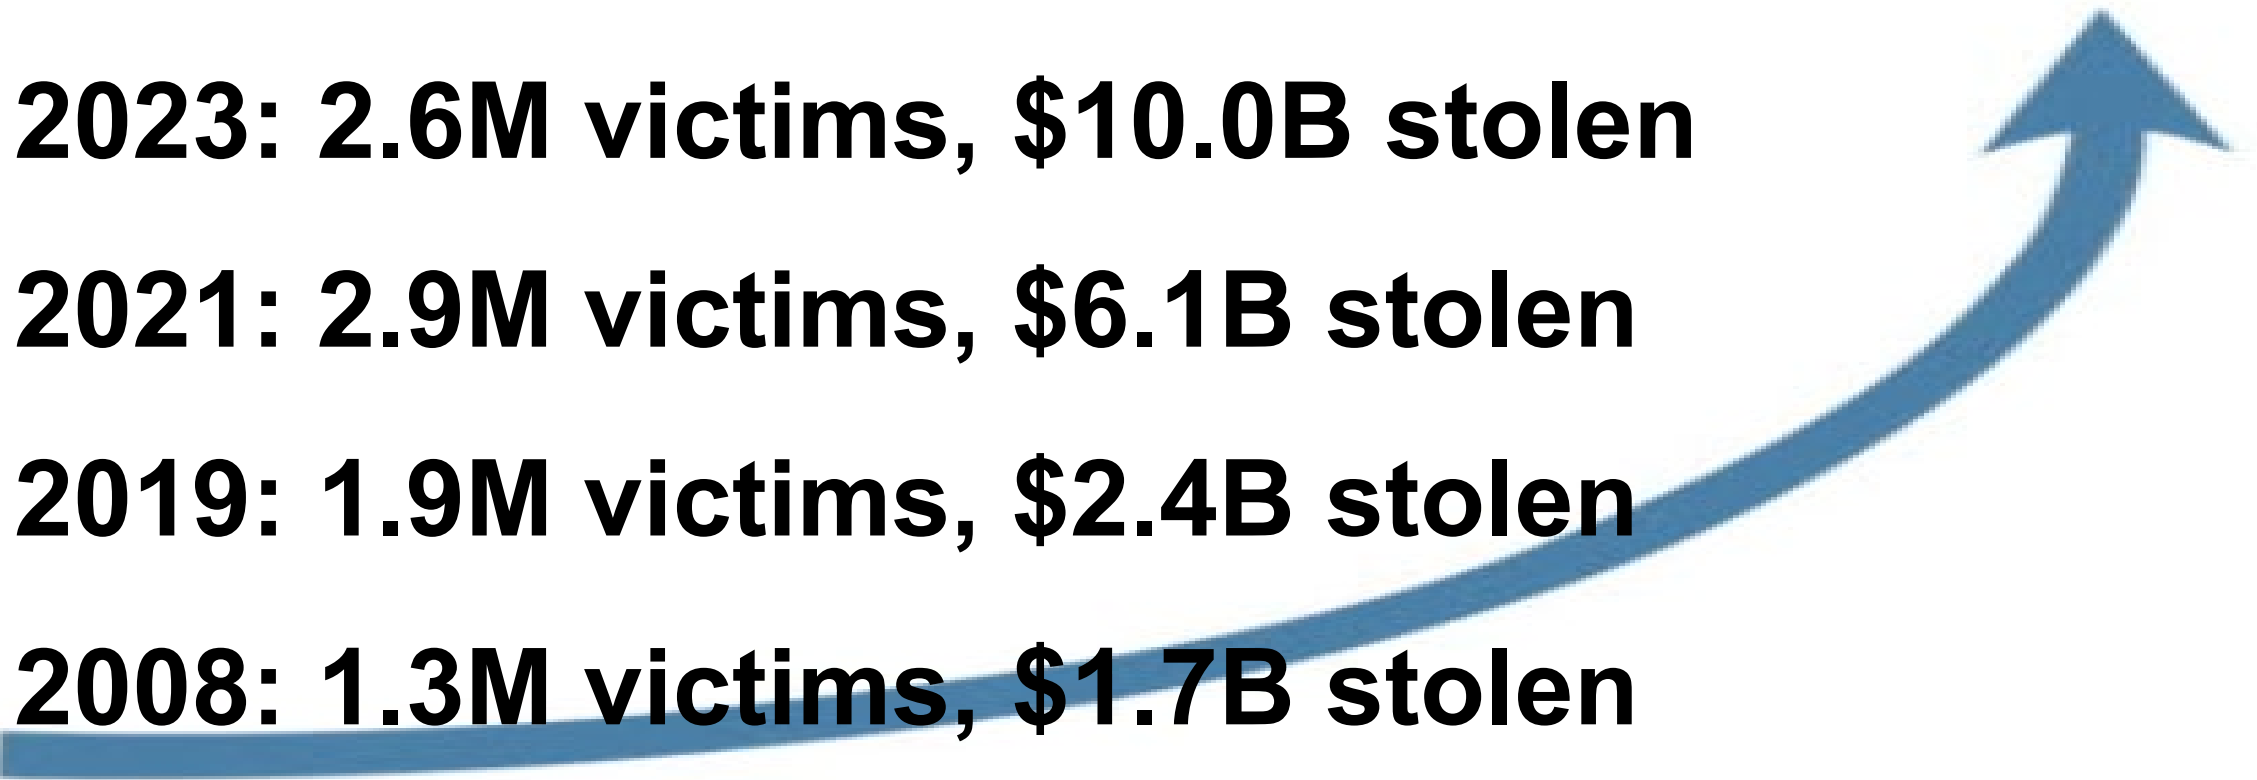 2023: 2.6M victims, $10.0B stolen
2021: 2.9M victims, $6.1B stolen
2019: 1.9M victims, $2.4B stolen
2008: 1.3M victims, $1.7B stolen